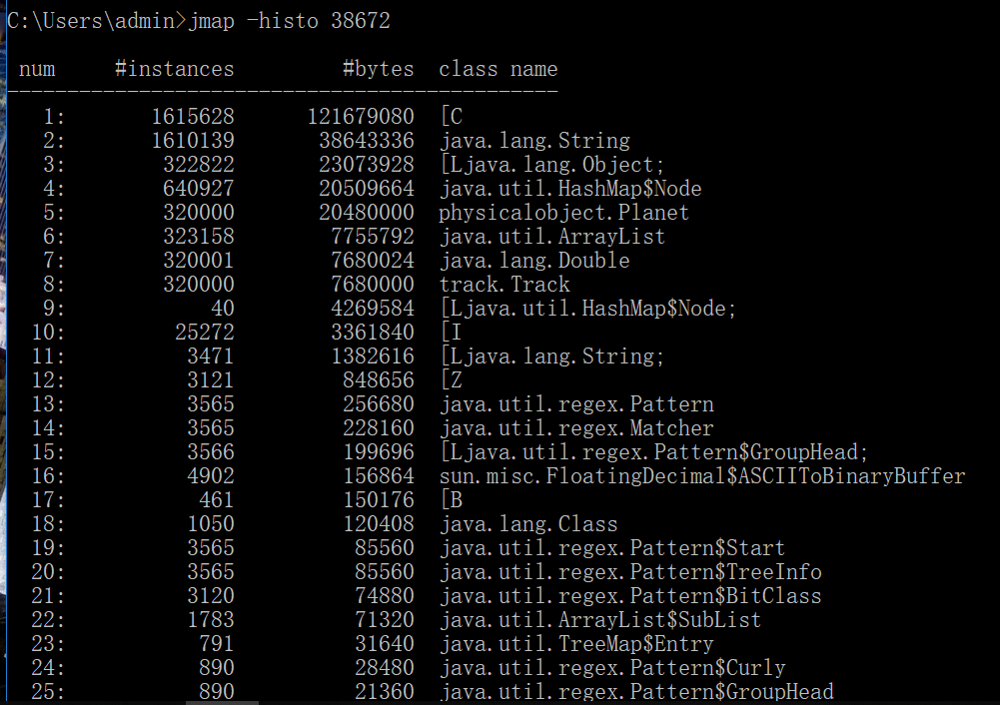 C:\Users\admin>jmap -histo 38672
num #instances #bytes class name
----------------------------------------------
1: 1615628 121679080 [C
2: 1610139 38643336 java.lang.String
3: 322822 23073928 [Ljava.lang.Object;
4: 640927 20509664 java.util.HashMap$Node
5: 320000 20480000 physicalobject.Planet
6: 323158 7755792 java.util.ArrayList
7: 320001 7680024 java.lang.Double
8: 320000 7680000 track.Track
9: 40 4269584 [Ljava.util.HashMap$Node;
10: 25272 3361840 [I
11: 3471 1382616 [Ljava.lang.String;
12: 3121 848656 [Z
13: 3565 256680 java.util.regex.Pattern
14: 3565 228160 java.util.regex.Matcher
15: 3566 199696 [Ljava.util.regex.Pattern$GroupHead;
16: 4902 156864 sun.misc.FloatingDecimal$ASCIIToBinaryBuffer
17: 461 150176 [B
18: 1050 120408 java.lang.Class
19: 3565 85560 java.util.regex.Pattern$Start
20: 3565 85560 java.util.regex.Pattern$TreeInfo
21: 3120 74880 java.util.regex.Pattern$BitClass
22: 1783 71320 java.util.ArrayList$SubList
23: 791 31640 java.util.TreeMap$Entry
24: 890 28480 java.util.regex.Pattern$Curly
25: 890 21360 java.util.regex.Pattern$GroupHead